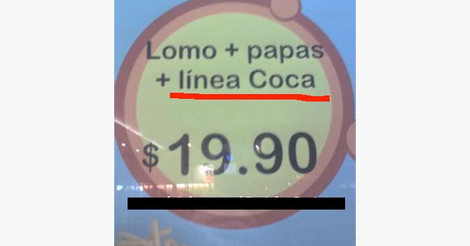 Lomo + papas
+ línea Coca
$19.90